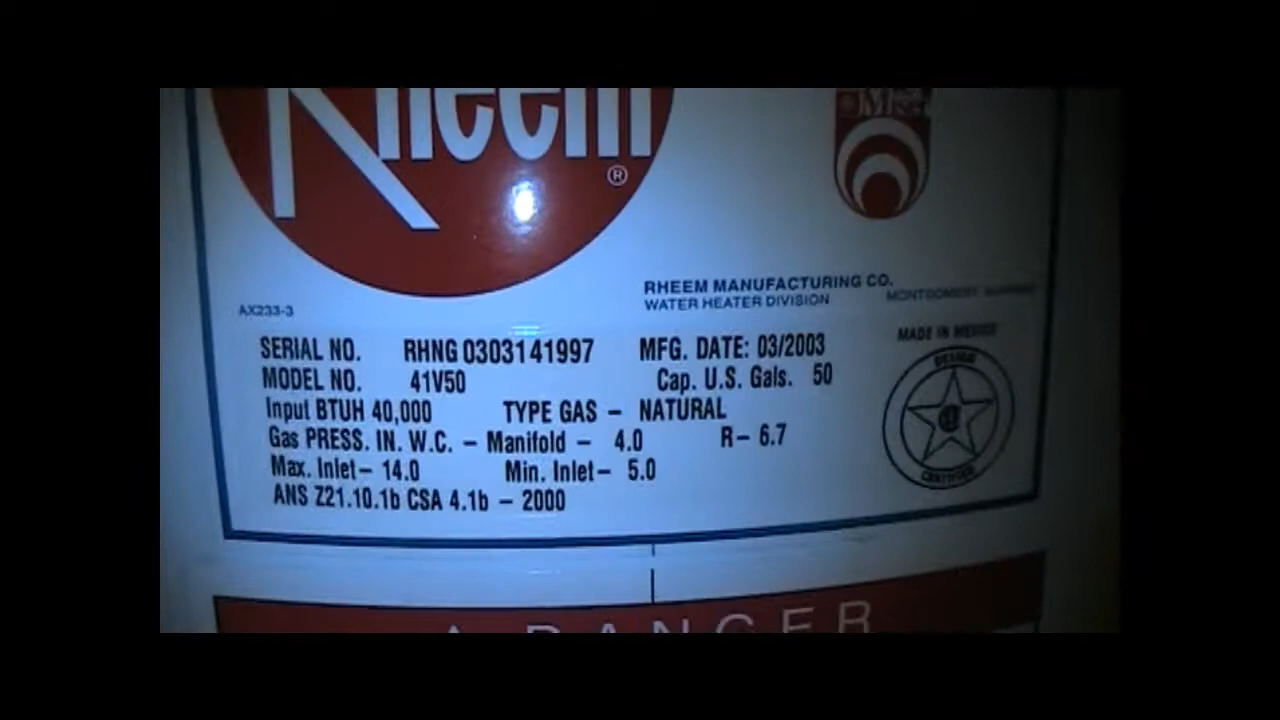 Rheem®
AX233-3
RHEEM MANUFACTURING CO.
WATER HEATER DIVISION MONTGOMERY
MADE IN MEXICO
SERIAL NO. RHNG 0303141997 MFG. DATE: 03/2003
MODEL NO. 41V50 Cap. U.S. Gals. 50
Input BTUH 40,000 TYPE GAS – NATURAL
Gas PRESS. IN. W.C. – Manifold – 4.0 R– 6.7
Max. Inlet– 14.0 Min. Inlet– 5.0
ANS Z21.10.1b CSA 4.1b – 2000
DESIGN
CERTIFIED
DANGER